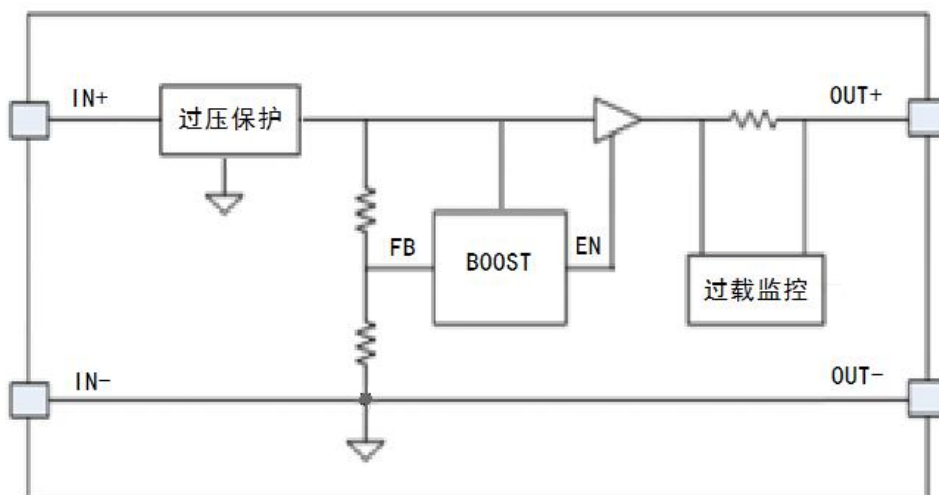 IN+
过压保护
OUT+
FB
BOOST
EN
过载监控
IN-
OUT-